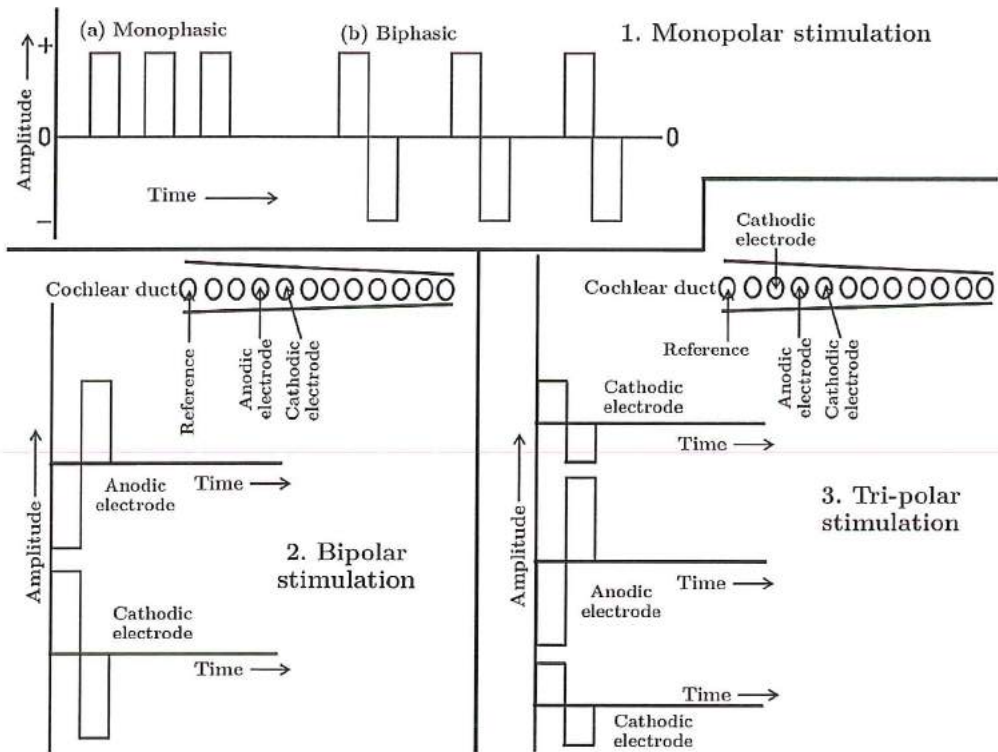 (a) Monophasic
(b) Biphasic
1. Monopolar stimulation
+
Amplitude
0
0
Time
−
Cochlear duct
Reference
Anodic
electrode
Cathodic
electrode
Amplitude
Anodic
electrode
Time
2. Bipolar
stimulation
Cathodic
electrode
Time
Cathodic
electrode
Cochlear duct
Reference
Anodic
electrode
Cathodic
electrode
Amplitude
Cathodic
electrode
Time
3. Tri-polar
stimulation
Anodic
electrode
Time
Time
Cathodic
electrode